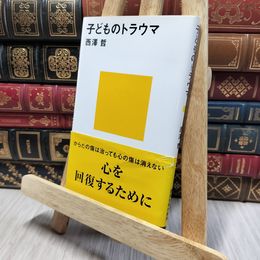 子どものトラウマ
西澤 哲
からだの傷は治っても心の傷は消えない
心を
回復するために